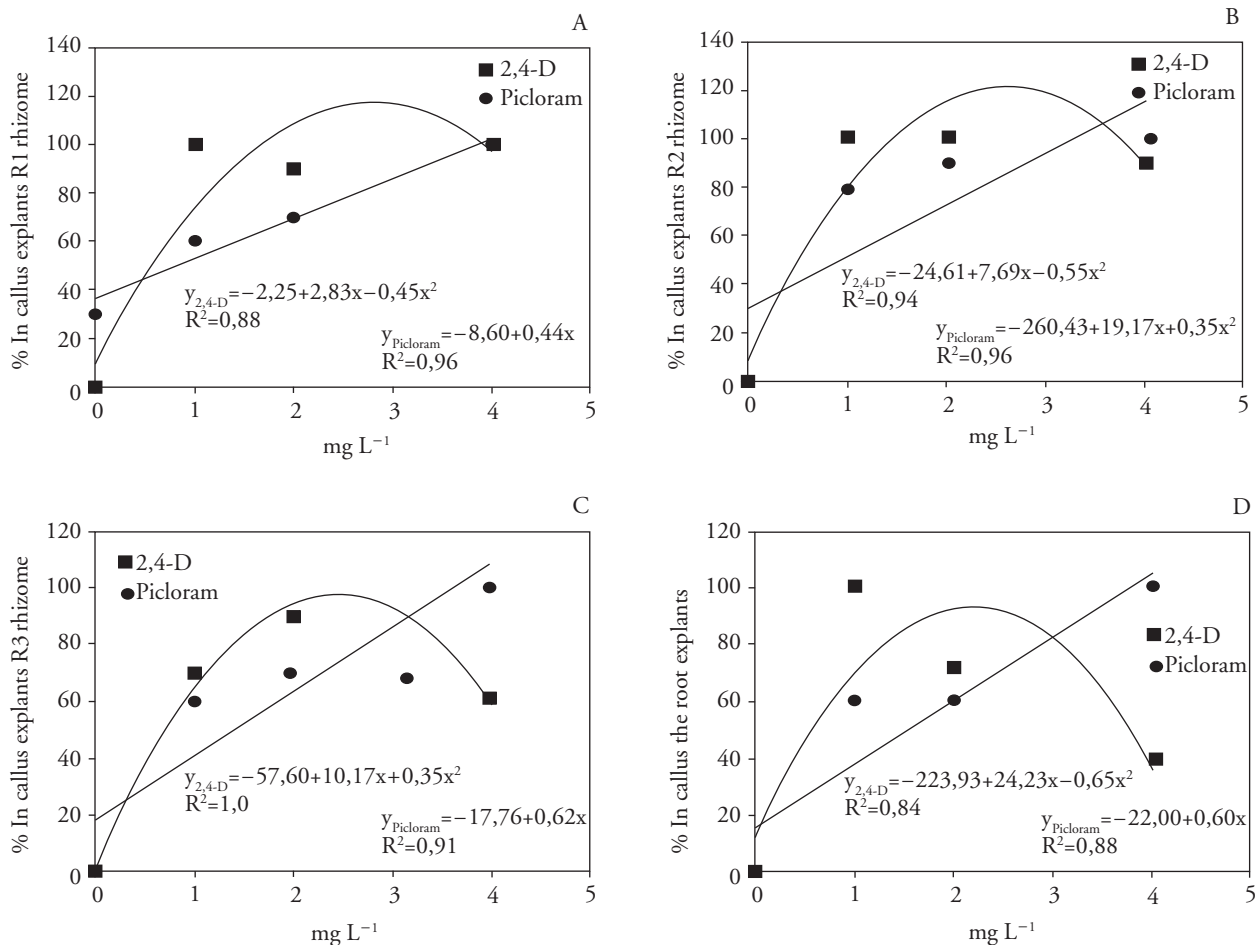 A
% In callus explants R1 rhizome
140
120
100
80
60
40
20
0
2,4-D
Picloram
y2,4-D=−2,25+2,83x−0,45x²
R²=0,88
yPicloram=−8,60+0,44x
R²=0,96
0 1 2 3 4 5
mg L⁻¹
B
% In callus explants R2 rhizome
140
120
100
80
60
40
20
0
2,4-D
Picloram
y2,4-D=−24,61+7,69x−0,55x²
R²=0,94
yPicloram=−260,43+19,17x+0,35x²
R²=0,96
0 1 2 3 4 5
mg L⁻¹
C
% In callus explants R3 rhizome
120
100
80
60
40
20
0
2,4-D
Picloram
y2,4-D=−57,60+10,17x+0,35x²
R²=1,0
yPicloram=−17,76+0,62x
R²=0,91
0 1 2 3 4 5
mg L⁻¹
D
% In callus the root explants
120
100
80
60
40
20
0
2,4-D
Picloram
y2,4-D=−223,93+24,23x−0,65x²
R²=0,84
yPicloram=−22,00+0,60x
R²=0,88
0 1 2 3 4 5
mg L⁻¹